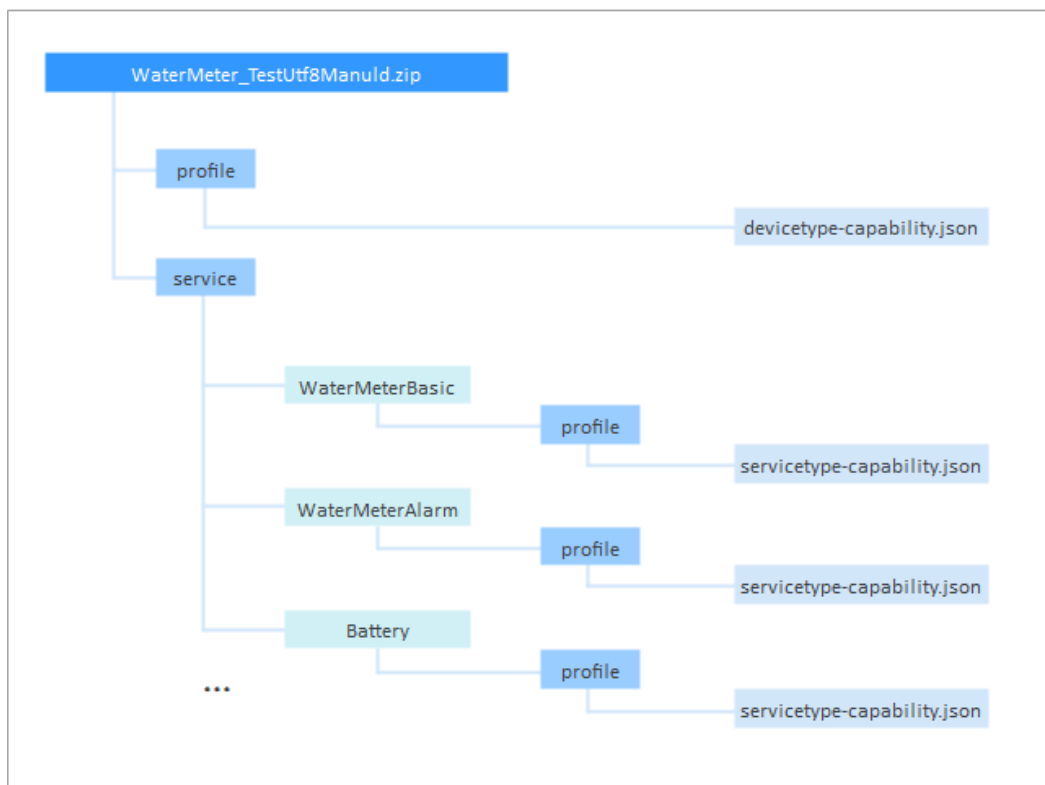 WaterMeter_TestUtf8ManuId.zip
profile
devicetype-capability.json
service
WaterMeterBasic
profile
servicetype-capability.json
WaterMeterAlarm
profile
servicetype-capability.json
Battery
profile
...
servicetype-capability.json